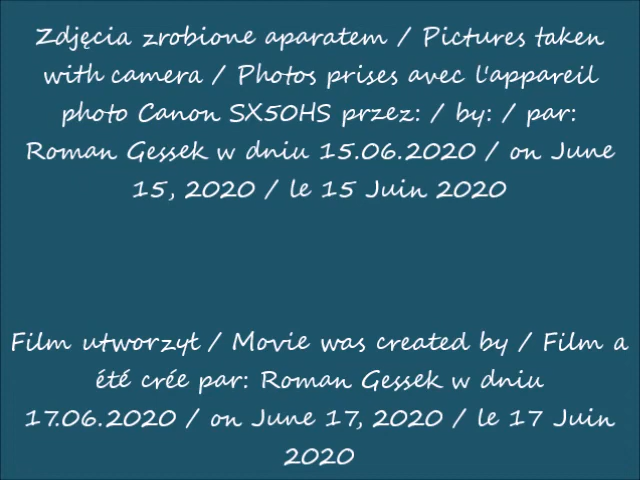 Zdjęcia zrobione aparatem / Pictures taken
with camera / Photos prises avec l'appareil
photo Canon SX50HS przez: / by: / par:
Roman Gessek w dniu 15.06.2020 / on June
15, 2020 / le 15 Juin 2020
Film utworzył / Movie was created by / Film a
été crée par: Roman Gessek w dniu
17.06.2020 / on June 17, 2020 / le 17 Juin
2020